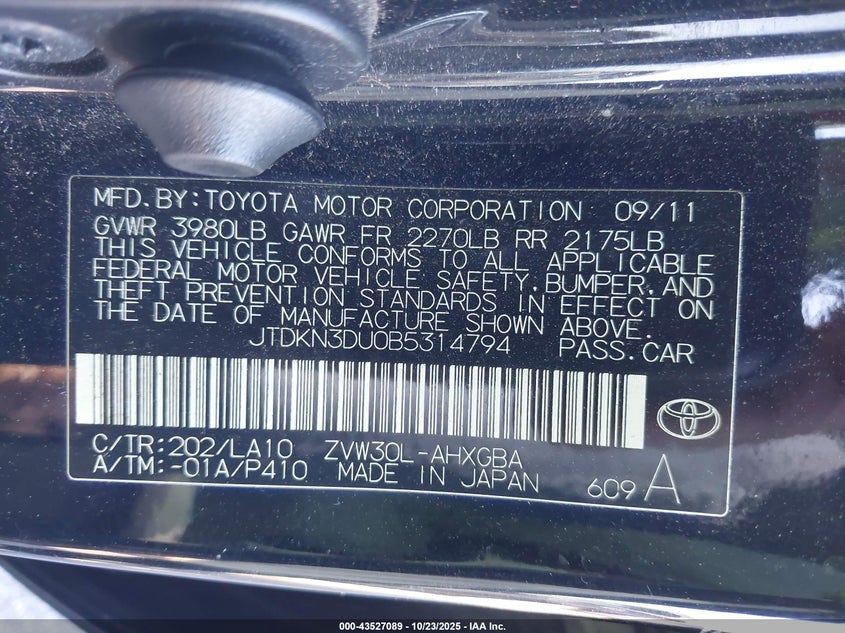 MFD.BY:TOYOTA MOTOR CORPORATION 09/11
GVWR 3980LB GAWR FR 2270LB RR 2175LB
THIS VEHICLE CONFORMS TO ALL APPLICABLE
FEDERAL MOTOR VEHICLE SAFETY,BUMPER,AND
THEFT PREVENTION STANDARDS IN EFFECT ON
THE DATE OF MANUFACTURE SHOWN ABOVE.
JTDKN3DU0B5314794 PASS.CAR
C/TR:202/LA10 ZVW30L-AHXGBA
A/TM:-01A/P410 MADE IN JAPAN
609 A
000-43527089 - 10/23/2025 - IAA Inc.